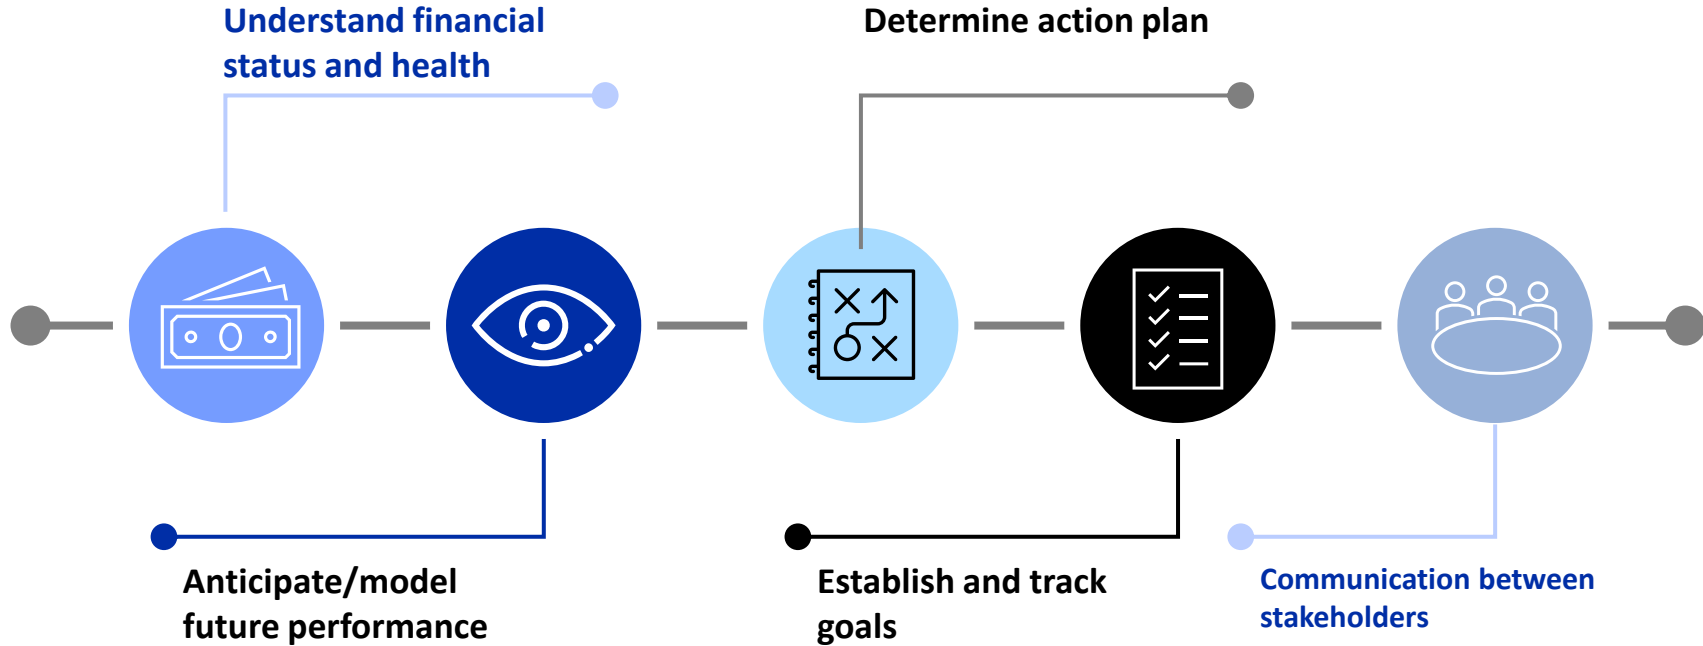 Understand financial
status and health
Determine action plan
Anticipate/model
future performance
Establish and track
goals
Communication between
stakeholders